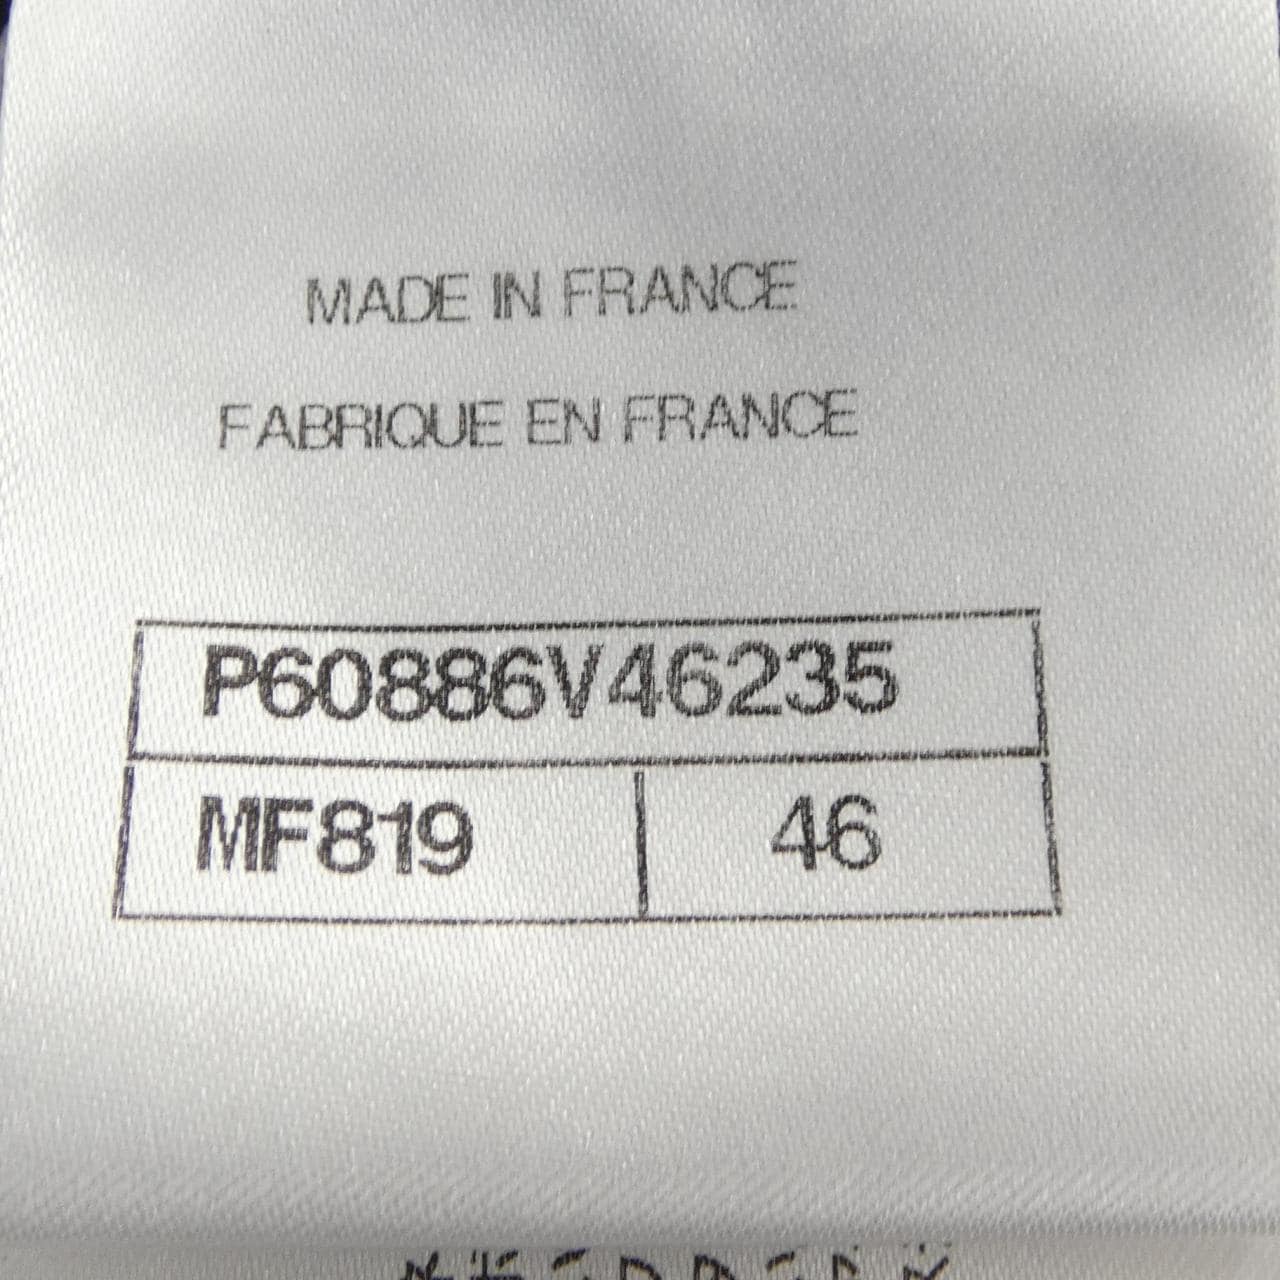 MADE IN FRANCE
FABRIQUE EN FRANCE
P60886V46235
MF819 46